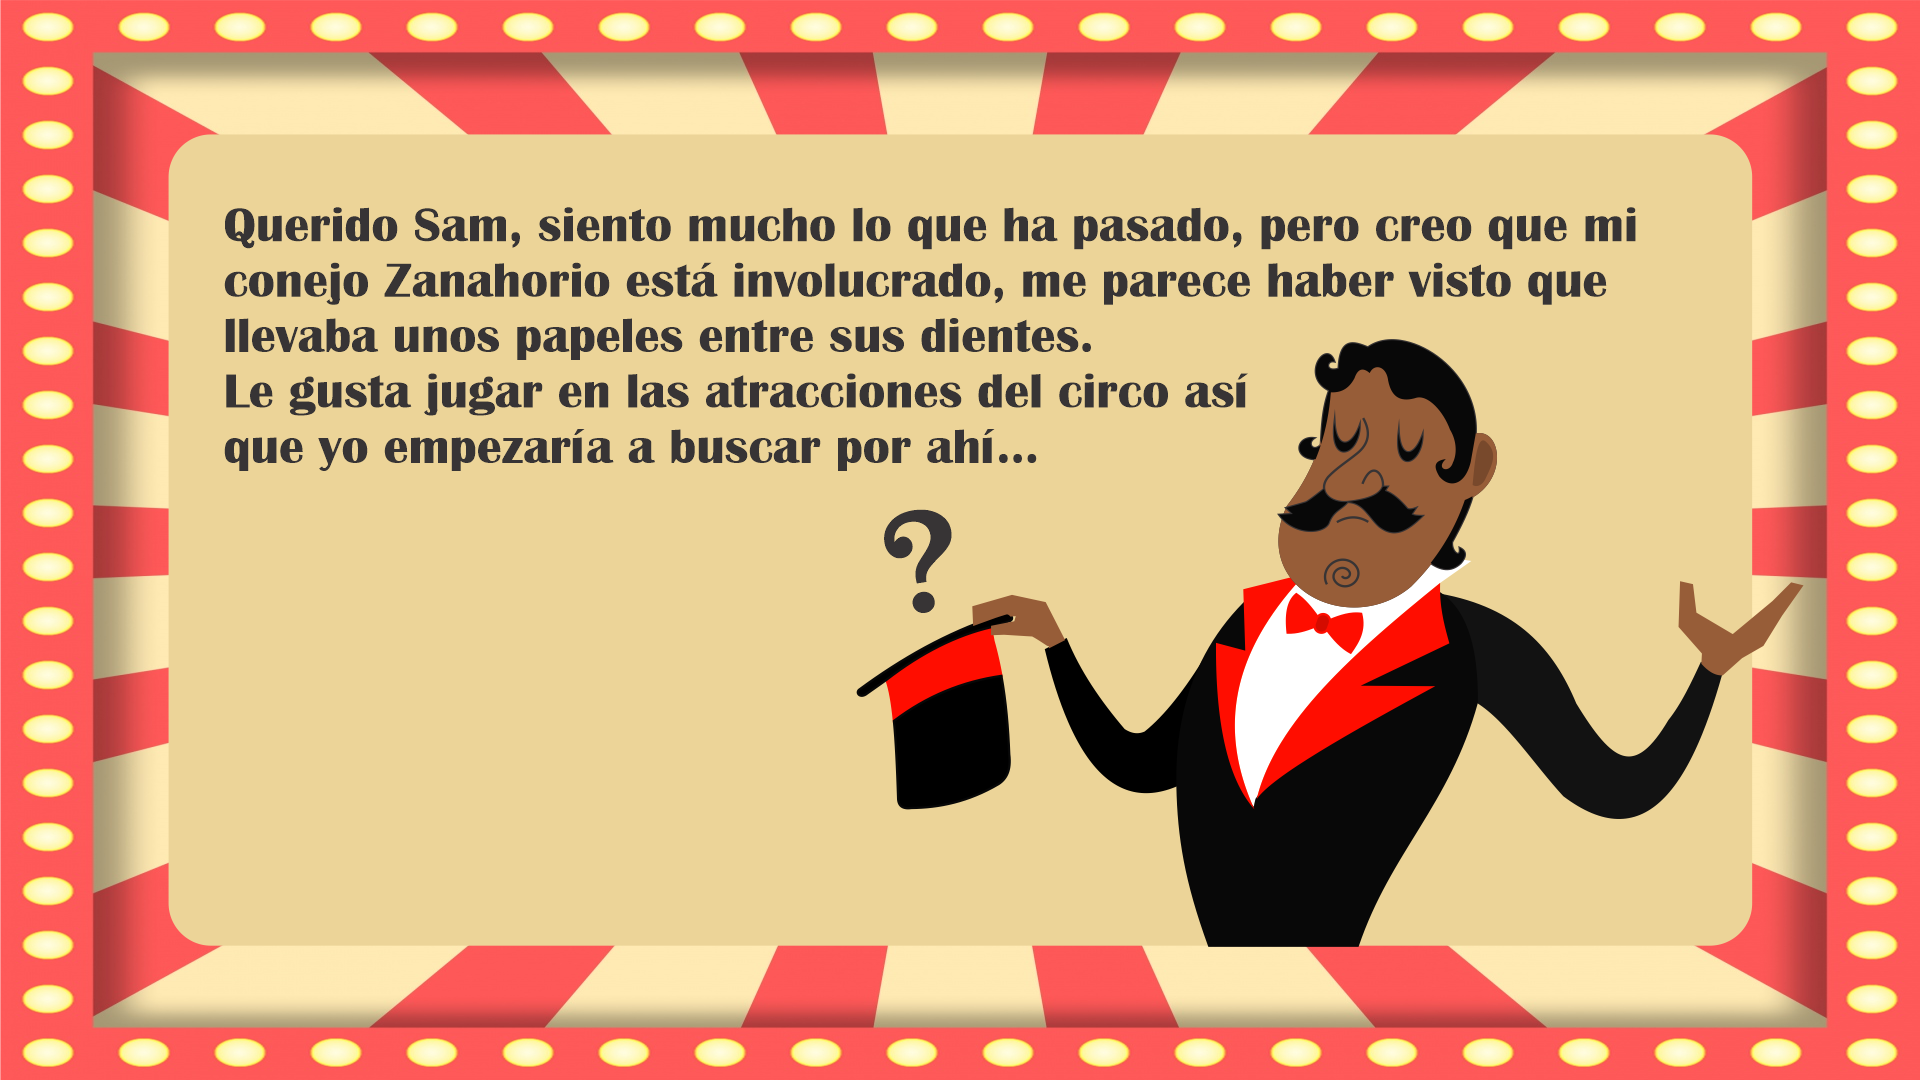 Querido Sam, siento mucho lo que ha pasado, pero creo que mi
conejo Zanahorio está involucrado, me parece haber visto que
llevaba unos papeles entre sus dientes.
Le gusta jugar en las atracciones del circo así
que yo empezaría a buscar por ahí...
?